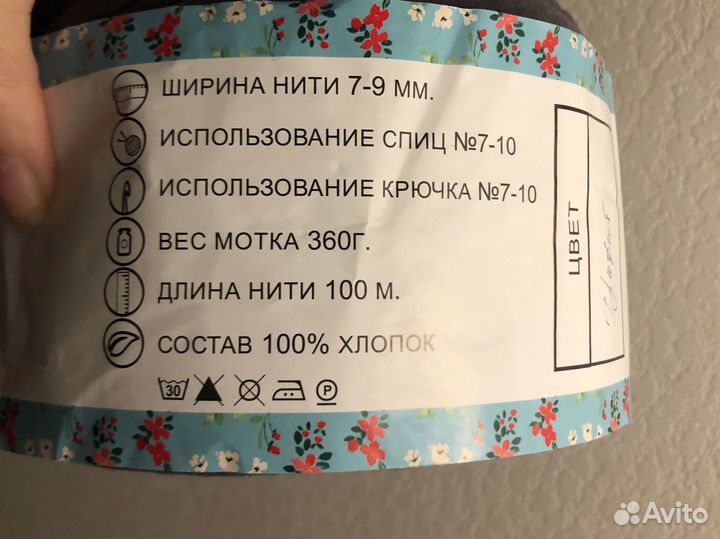 ШИРИНА НИТИ 7-9 ММ.
ИСПОЛЬЗОВАНИЕ СПИЦ №7-10
ИСПОЛЬЗОВАНИЕ КРЮЧКА №7-10
ВЕС МОТКА 360Г.
ДЛИНА НИТИ 100 М.
СОСТАВ 100% ХЛОПОК
30
P
ЦВЕТ
Avito